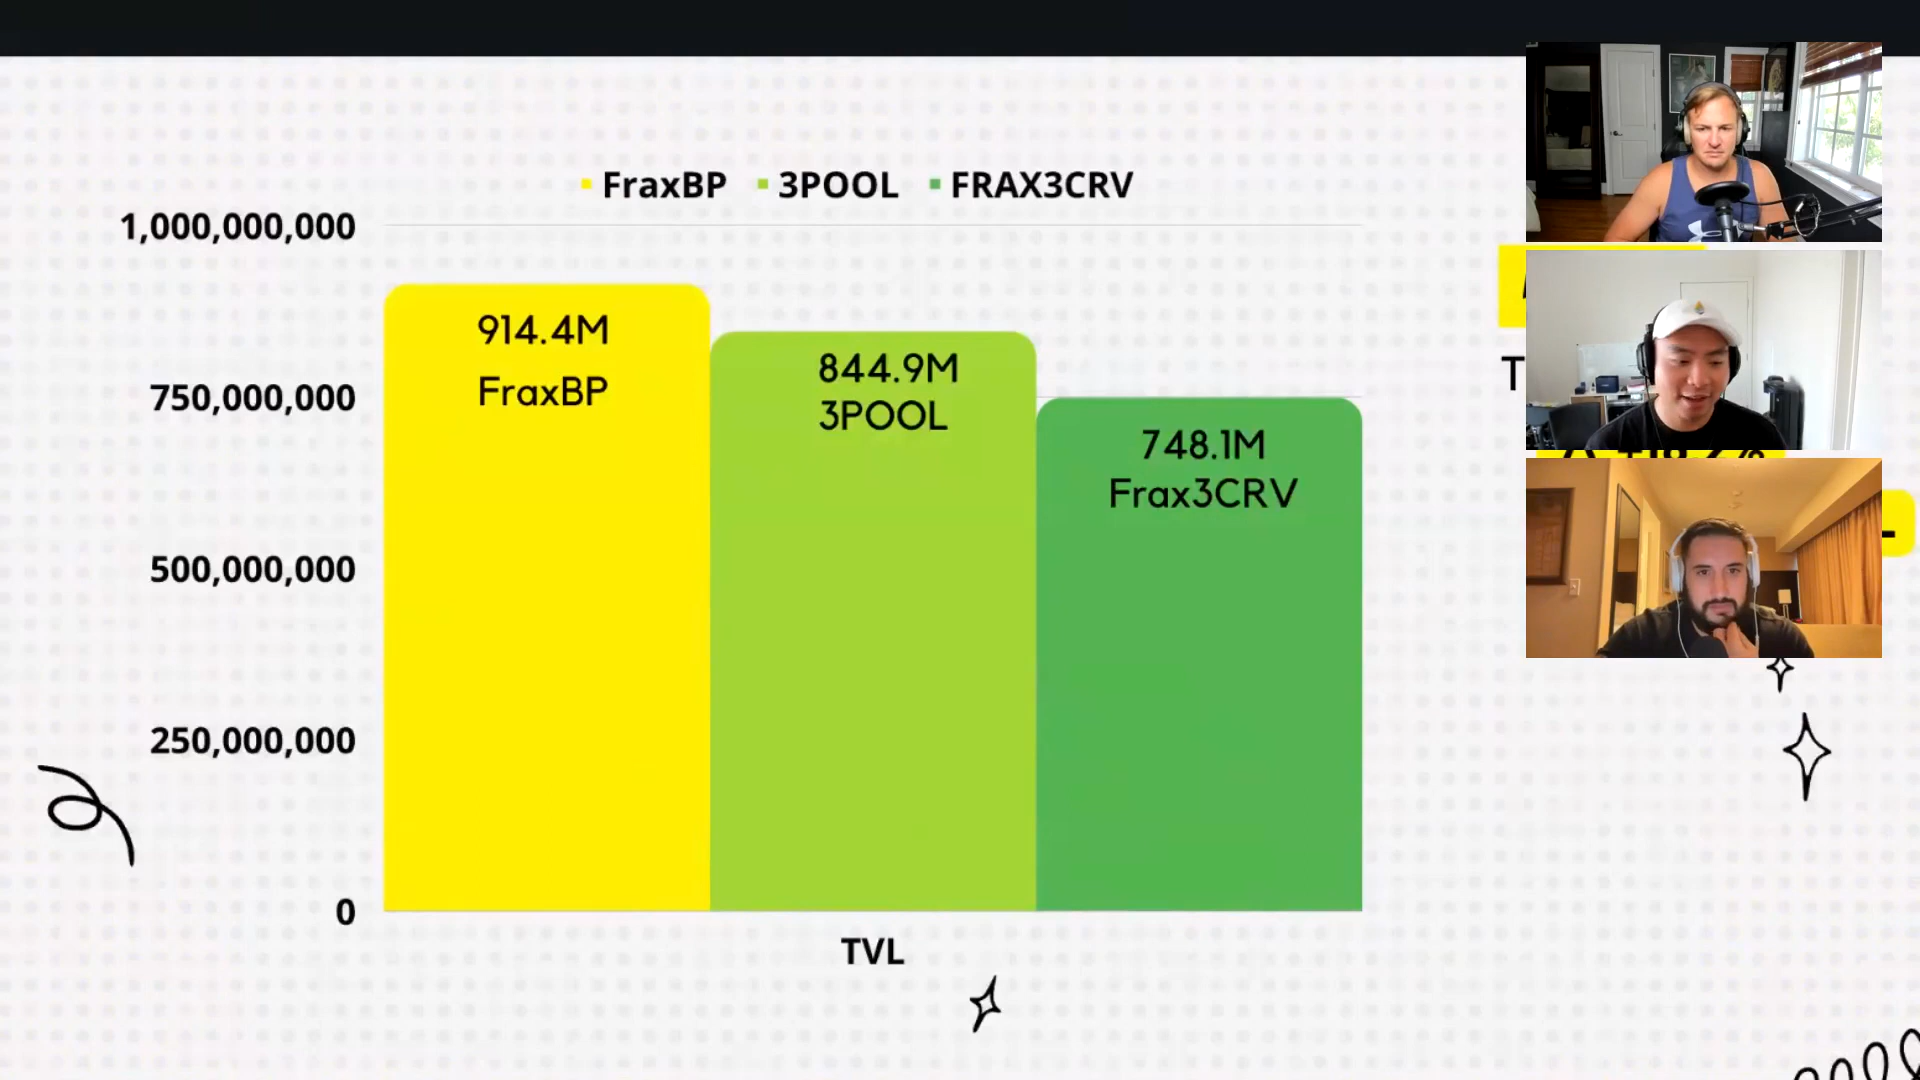 FraxBP 3POOL FRAX3CRV
1,000,000,000
750,000,000
500,000,000
250,000,000
0
914.4M
FraxBP
844.9M
3POOL
748.1M
Frax3CRV
TVL